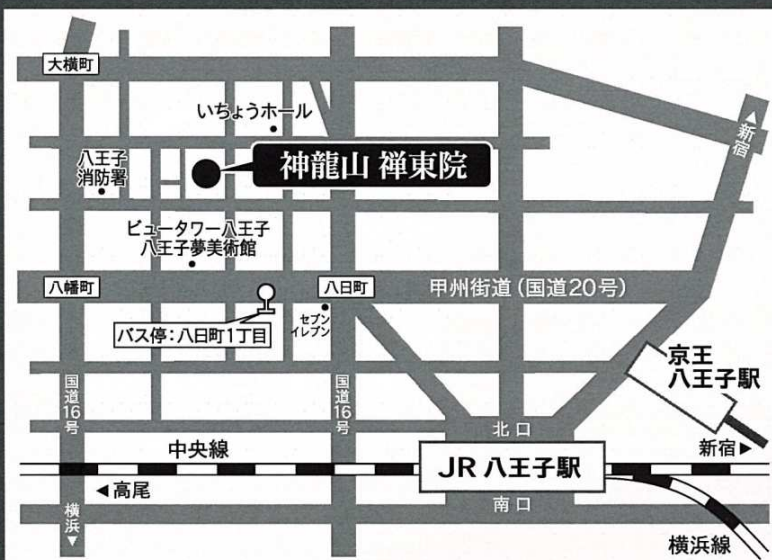 大横町
いちょうホール
▲新宿
八王子
消防署
神龍山 禅東院
ビュータワー八王子
八王子夢美術館
八幡町
八日町
甲州街道(国道20号)
セブン
イレブン
バス停:八日町1丁目
京王
八王子駅
国道16号
国道16号
北口
中央線
新宿▶
JR 八王子駅
◀高尾
南口
横浜▼
横浜線